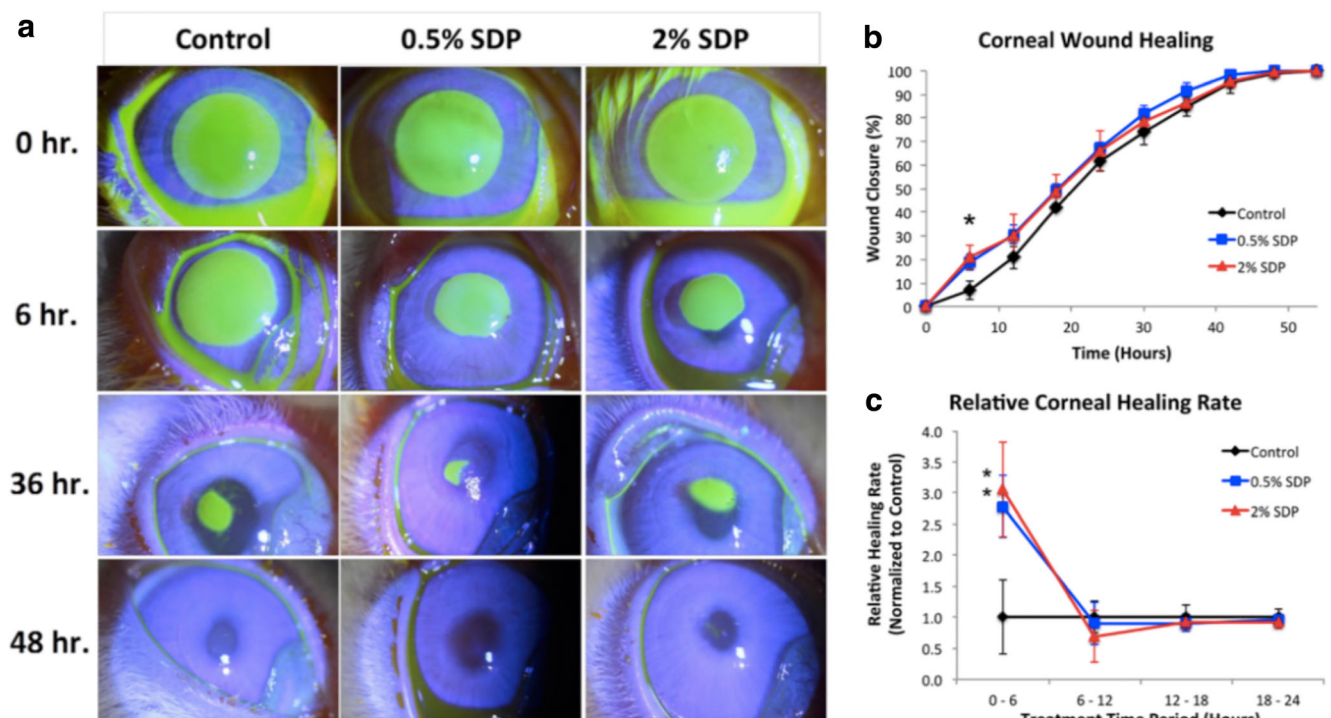 a
Control 0.5% SDP 2% SDP
0 hr.
6 hr.
36 hr.
48 hr.
b
Corneal Wound Healing
Wound Closure (%)
100
90
80
70
60
50
40
30
20
10
0
*
Control
0.5% SDP
2% SDP
0 10 20 30 40 50
Time (Hours)
c
Relative Corneal Healing Rate
Relative Healing Rate
(Normalized to Control)
4.0
3.5
3.0
2.5
2.0
1.5
1.0
0.5
0.0
*
*
Control
0.5% SDP
2% SDP
0 - 6 6 - 12 12 - 18 18 - 24
Treatment Time Period (Hours)